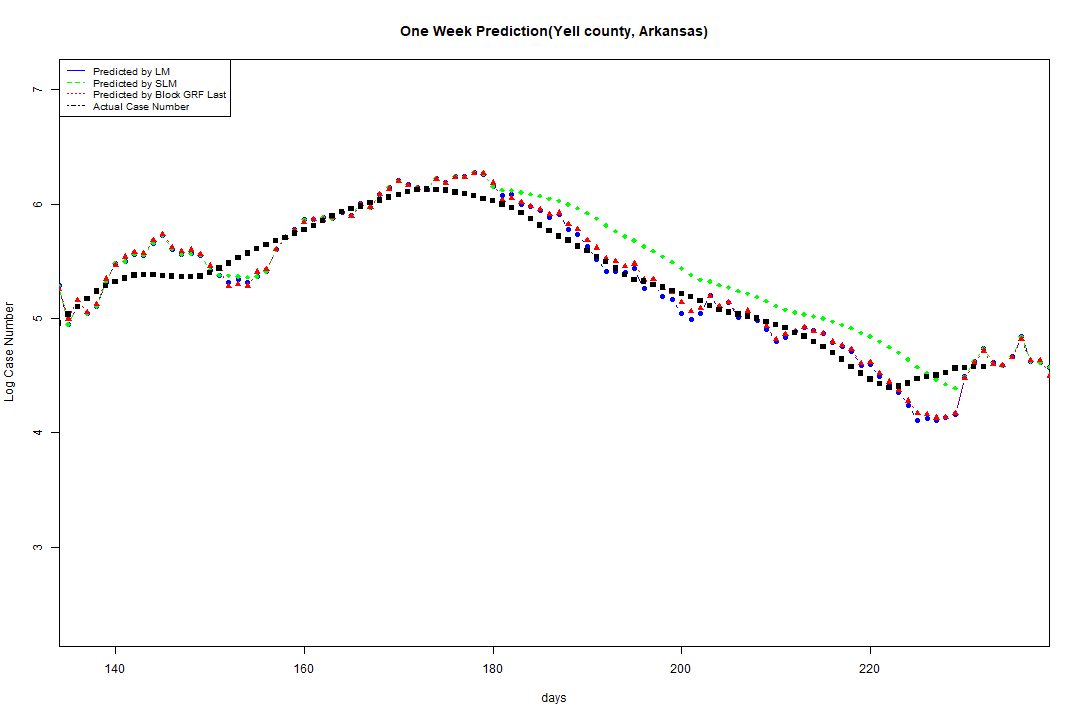 One Week Prediction(Yell county, Arkansas)
Predicted by LM
Predicted by SLM
Predicted by Block GRF Last
Actual Case Number
7
6
5
4
3
Log Case Number
140 160 180 200 220
days